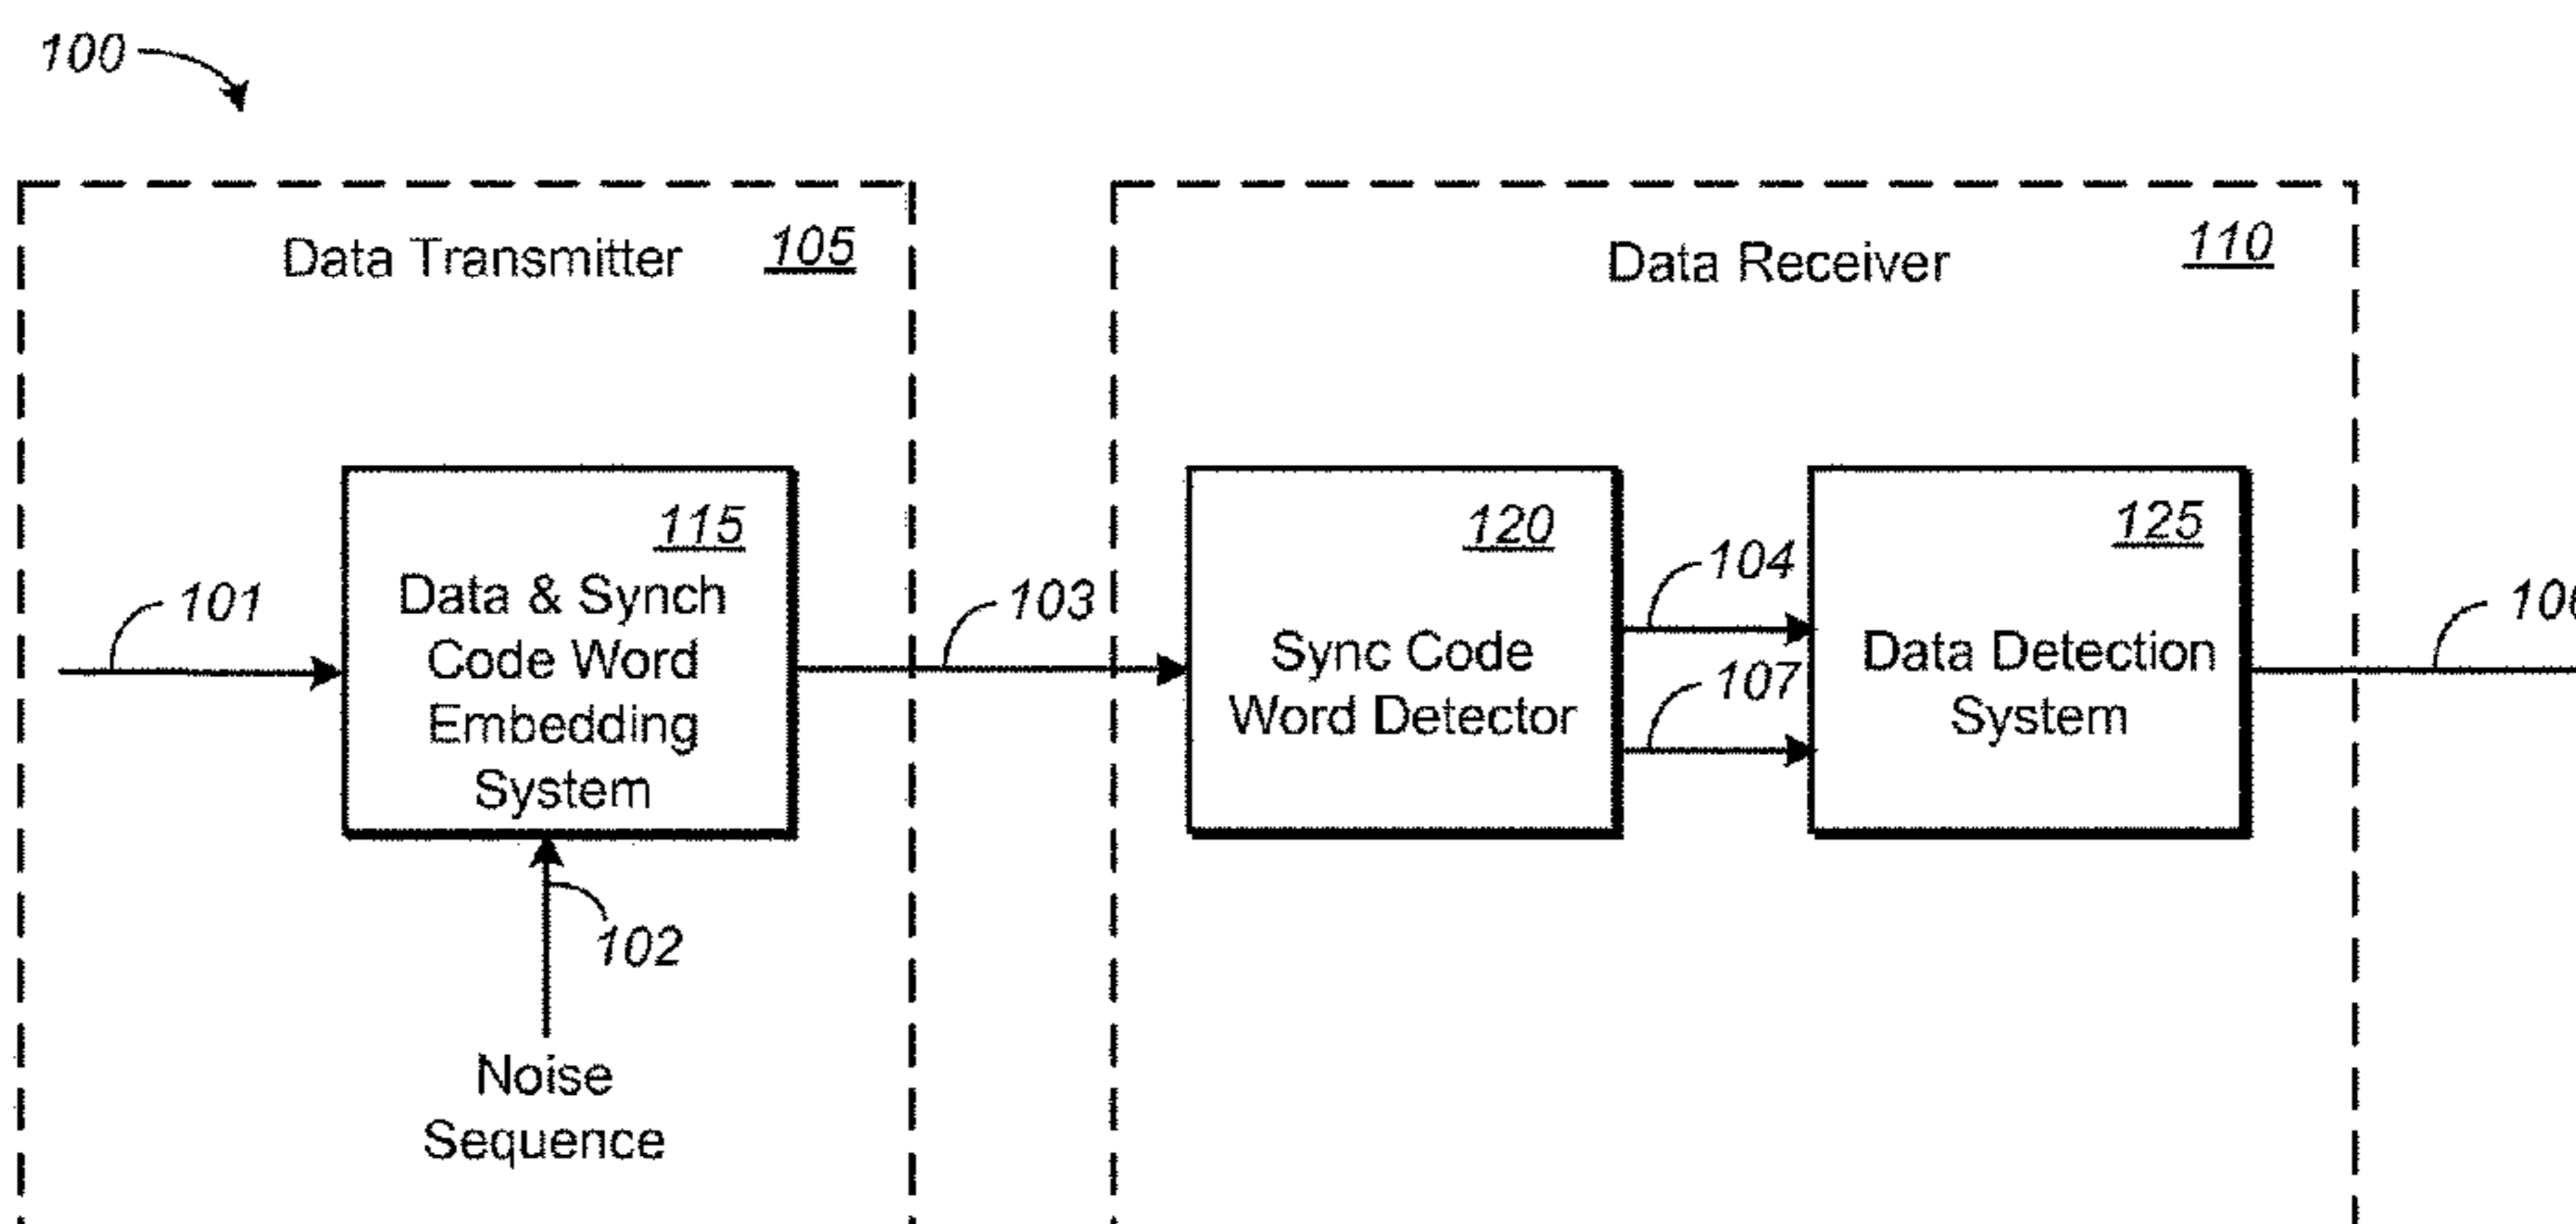 100
Data Transmitter 105
Data Receiver 110
115
Data & Synch
Code Word
Embedding
System
101
102
Noise
Sequence
103
120
Sync Code
Word Detector
104
107
125
Data Detection
System